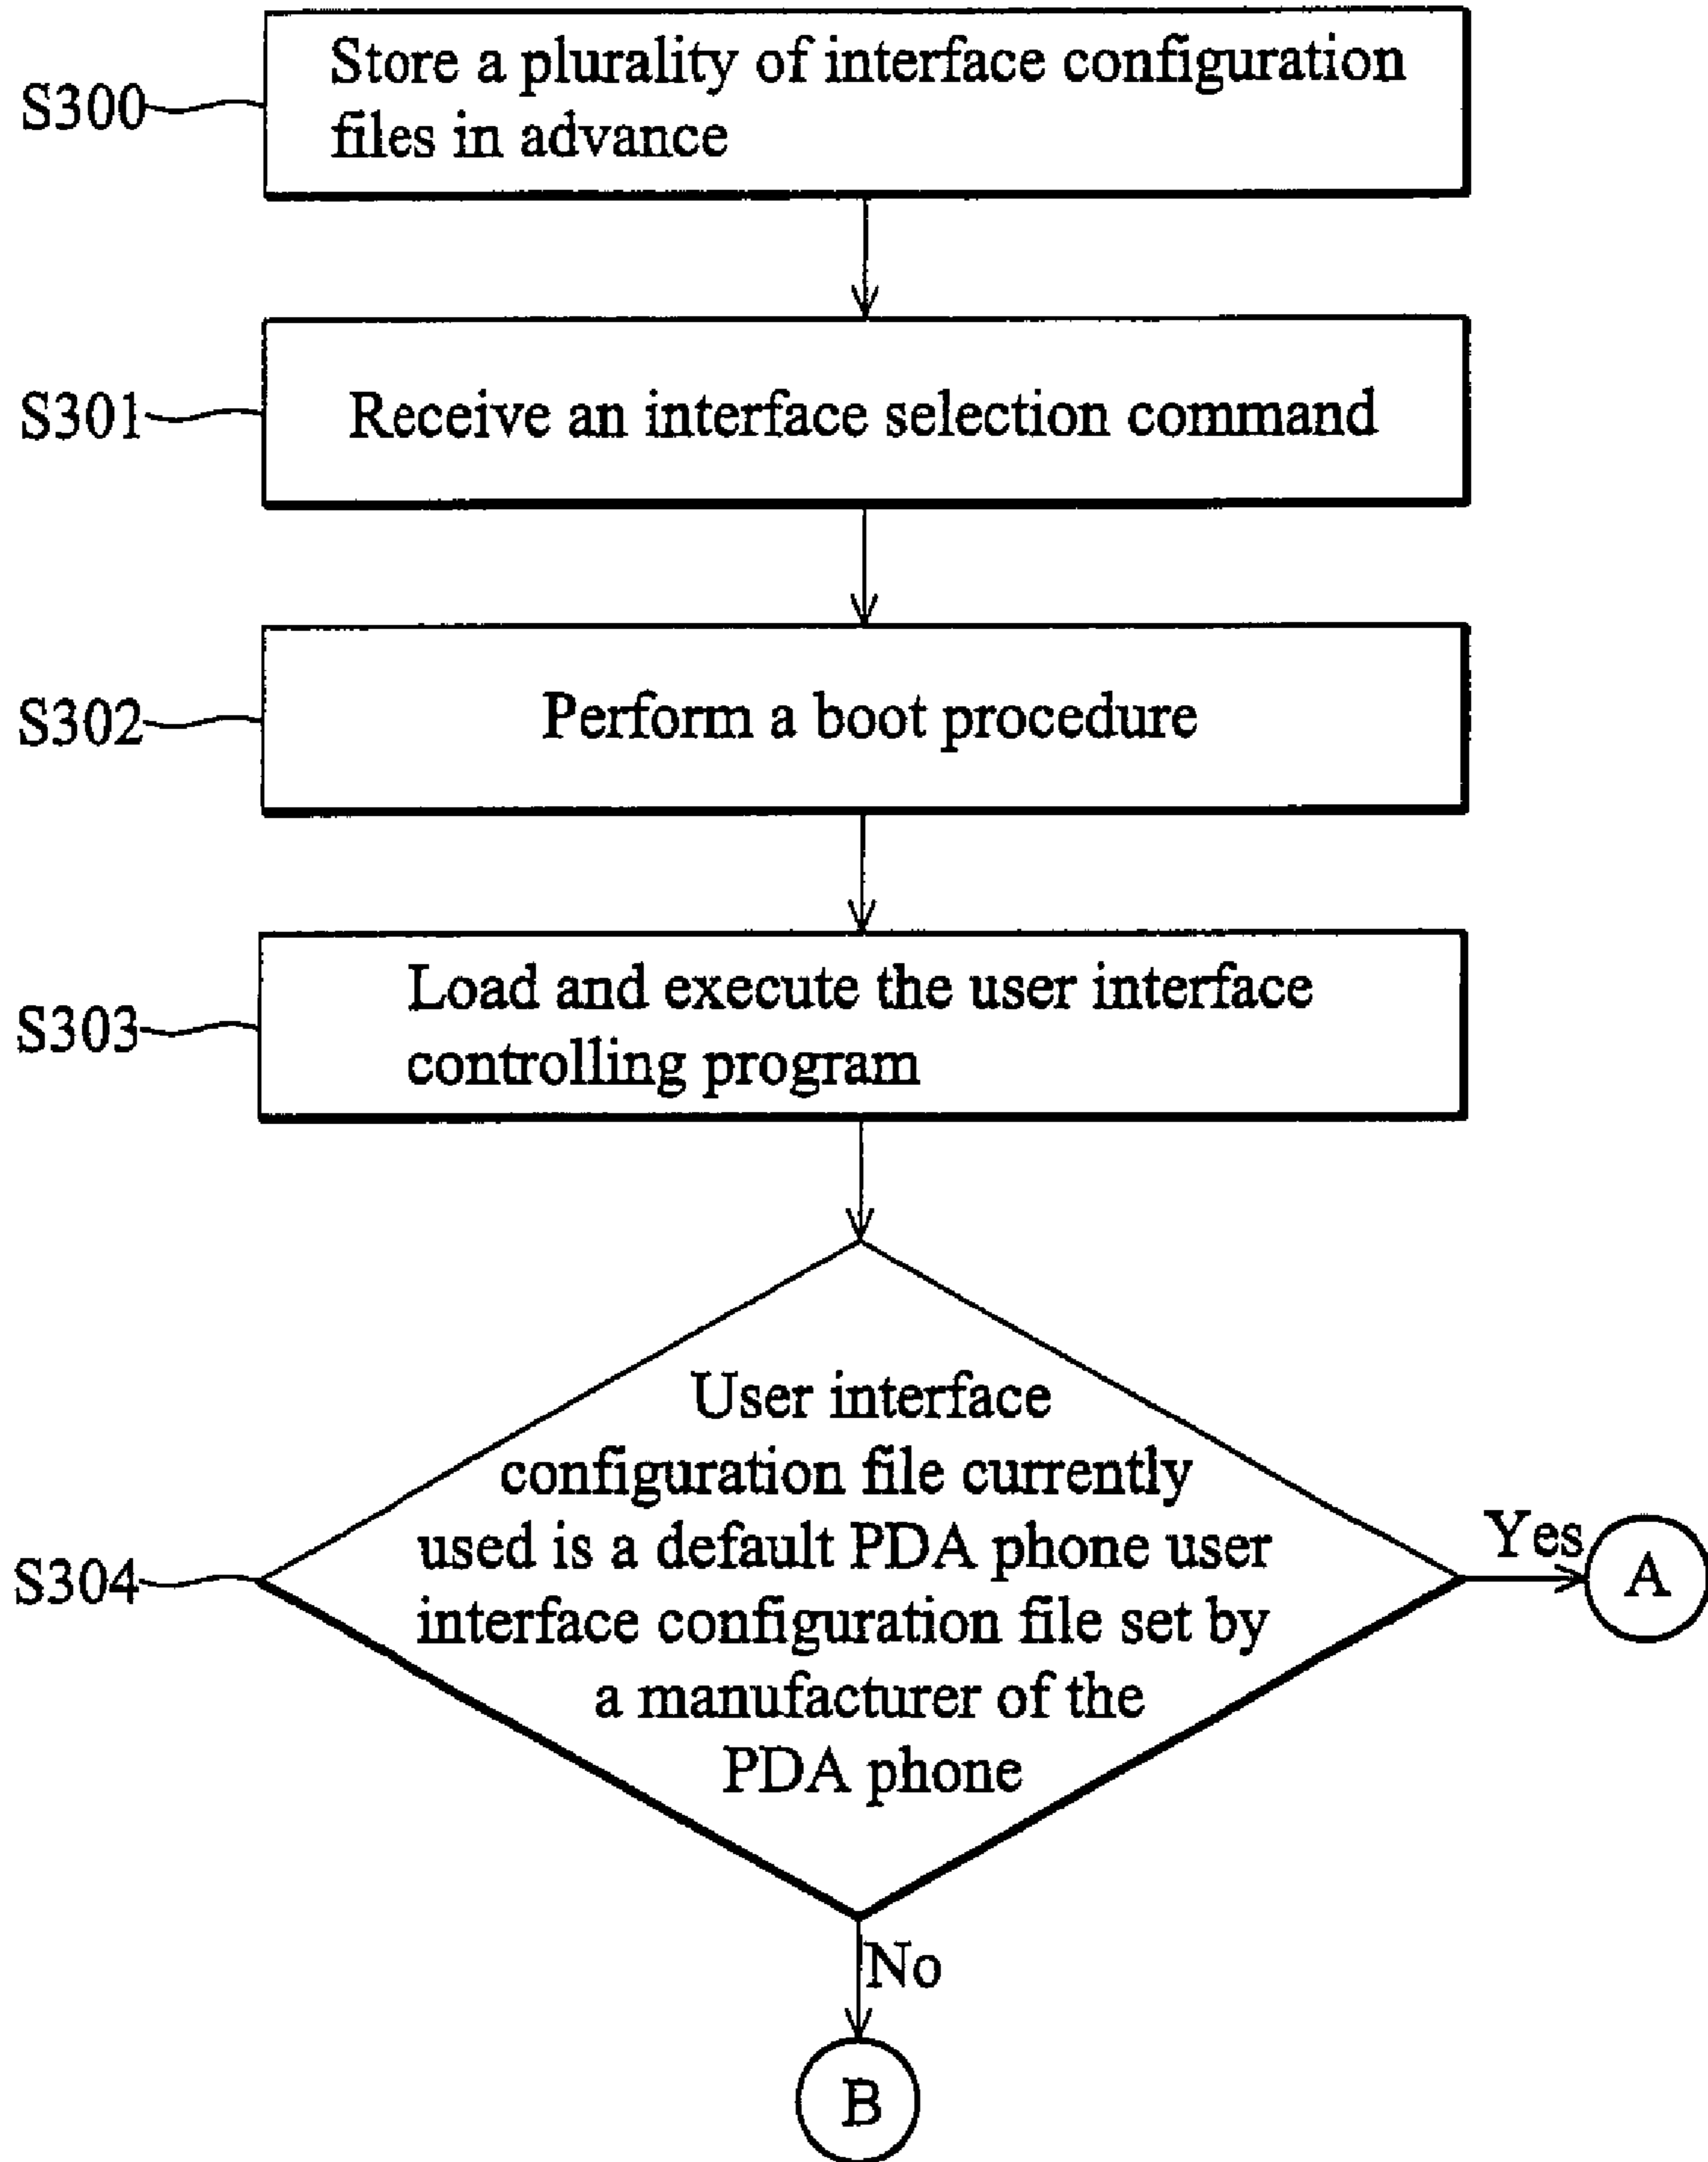 S300
Store a plurality of interface configuration
files in advance
S301
Receive an interface selection command
S302
Perform a boot procedure
S303
Load and execute the user interface
controlling program
S304
User interface
configuration file currently
used is a default PDA phone user
interface configuration file set by
a manufacturer of the
PDA phone
Yes
A
No
B